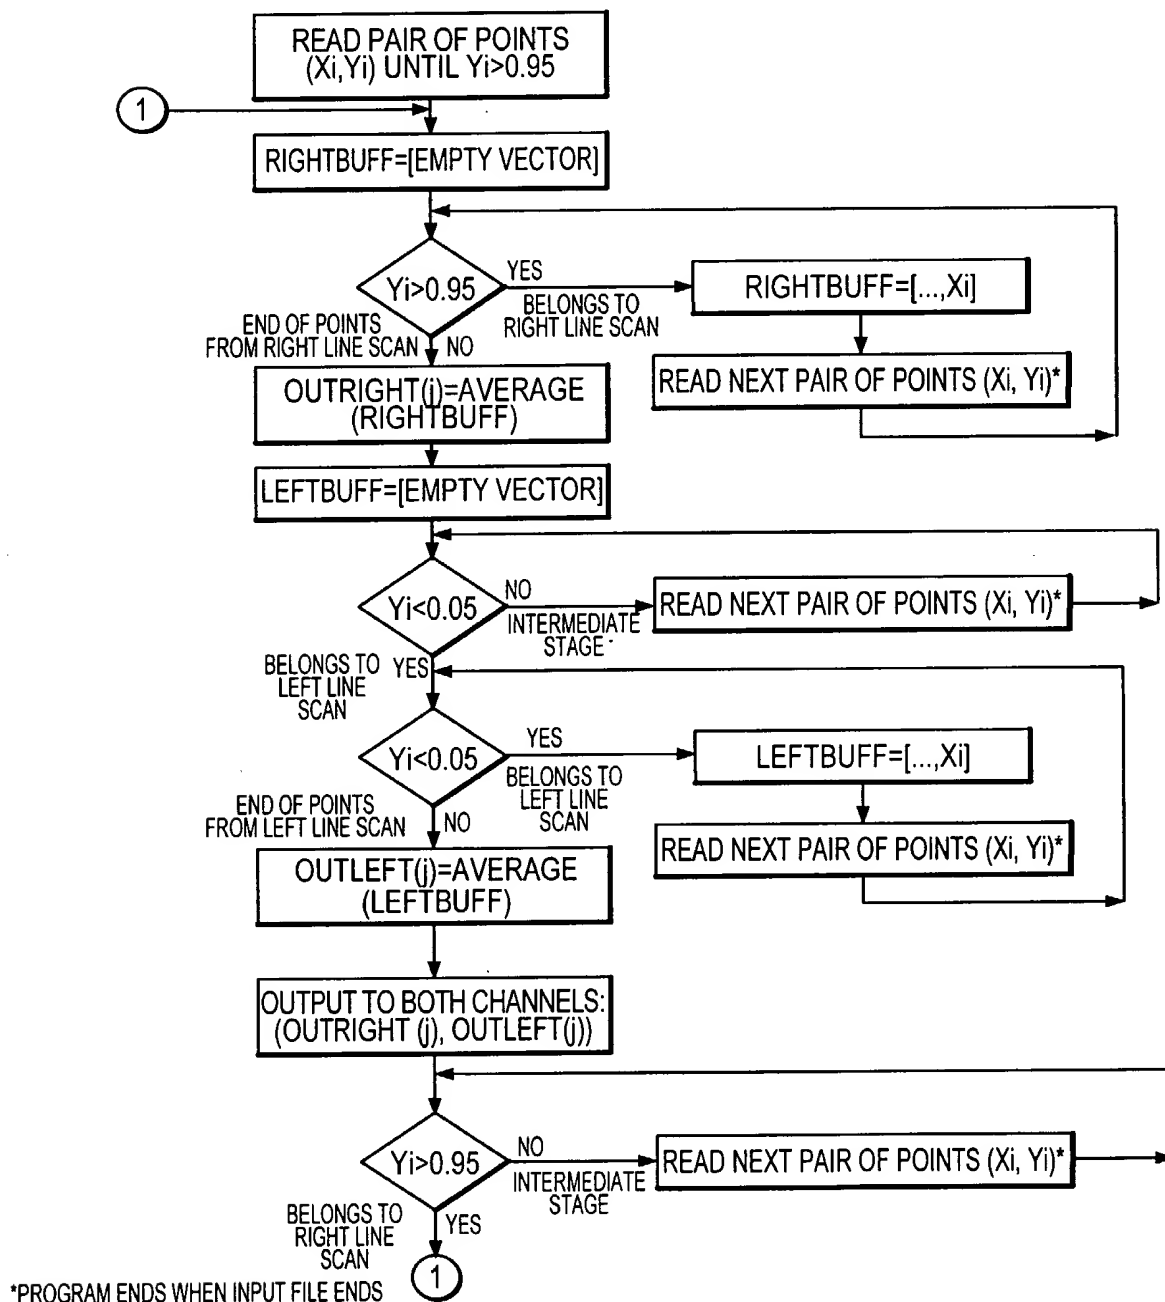 READ PAIR OF POINTS
(Xi,Yi) UNTIL Yi>0.95
1
RIGHTBUFF=[EMPTY VECTOR]
Yi>0.95
YES
BELONGS TO
RIGHT LINE SCAN
RIGHTBUFF=[...,Xi]
READ NEXT PAIR OF POINTS (Xi, Yi)*
END OF POINTS
FROM RIGHT LINE SCAN
NO
OUTRIGHT(j)=AVERAGE
(RIGHTBUFF)
LEFTBUFF=[EMPTY VECTOR]
Yi<0.05
NO
INTERMEDIATE
STAGE
READ NEXT PAIR OF POINTS (Xi, Yi)*
BELONGS TO
LEFT LINE
SCAN
YES
Yi<0.05
YES
BELONGS TO
LEFT LINE
SCAN
LEFTBUFF=[...,Xi]
READ NEXT PAIR OF POINTS (Xi, Yi)*
END OF POINTS
FROM LEFT LINE SCAN
NO
OUTLEFT(j)=AVERAGE
(LEFTBUFF)
OUTPUT TO BOTH CHANNELS:
(OUTRIGHT (j), OUTLEFT(j))
Yi>0.95
NO
INTERMEDIATE
STAGE
READ NEXT PAIR OF POINTS (Xi, Yi)*
BELONGS TO
RIGHT LINE
SCAN
YES
1
*PROGRAM ENDS WHEN INPUT FILE ENDS